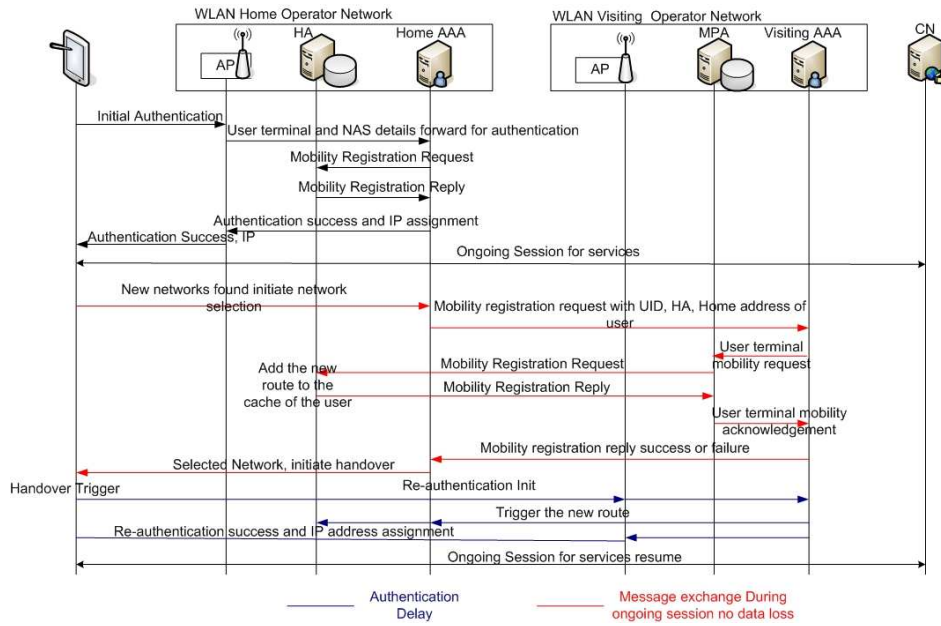 WLAN Home Operator Network
WLAN Visiting Operator Network
HA
Home AAA
MPA
Visiting AAA
CN
AP
AP
Initial Authentication
User terminal and NAS details forward for authentication
Mobility Registration Request
Mobility Registration Reply
Authentication success and IP assignment
Authentication Success, IP
Ongoing Session for services
New networks found initiate network
selection
Mobility registration request with UID, HA, Home address of
user
User terminal
mobility request
Mobility Registration Request
Add the new
route to the
cache of the user
Mobility Registration Reply
User terminal mobility
acknowledgement
Mobility registration reply success or failure
Selected Network, initiate handover
Handover Trigger
Re-authentication Init
Trigger the new route
Re-authentication success and IP address assignment
Ongoing Session for services resume
Authentication
Delay
Message exchange During
ongoing session no data loss